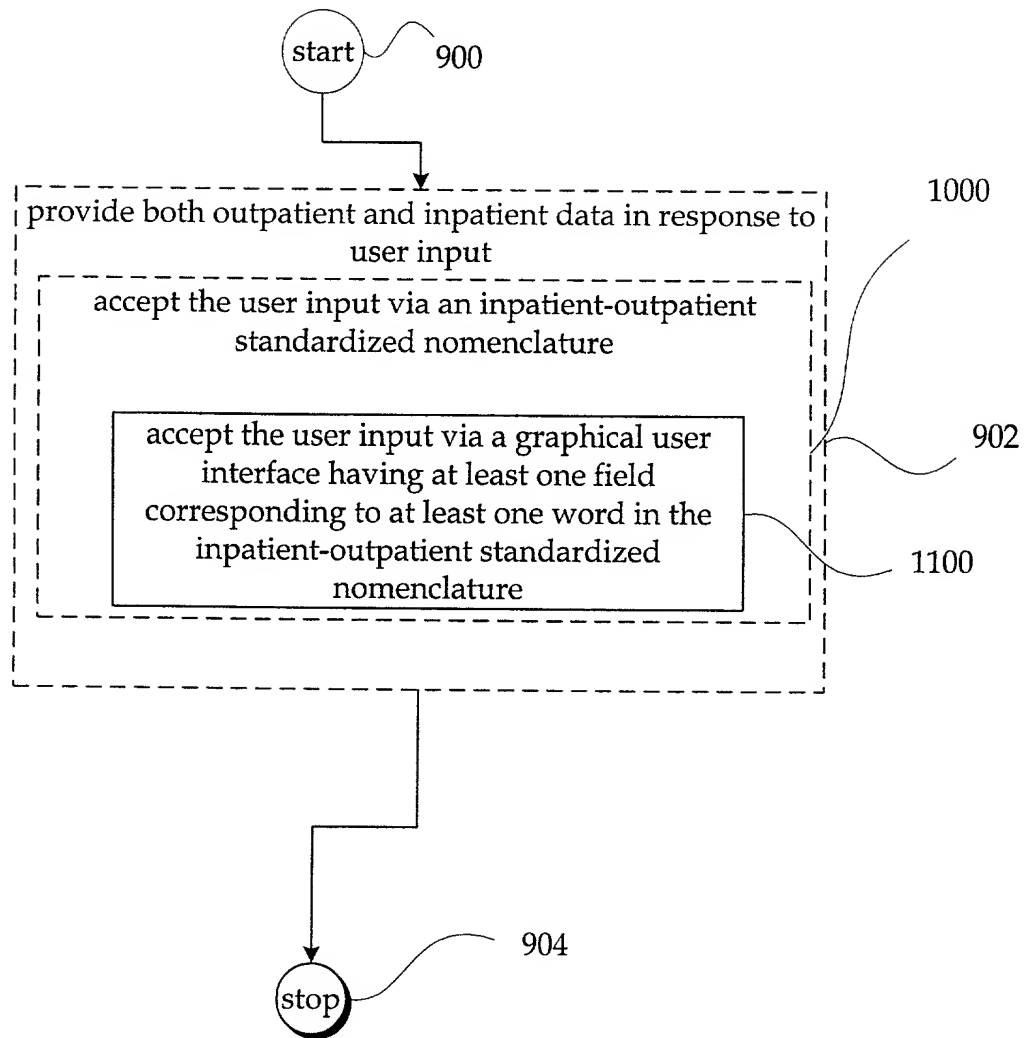 start
900
1000
provide both outpatient and inpatient data in response to
user input
accept the user input via an inpatient-outpatient
standardized nomenclature
902
accept the user input via a graphical user
interface having at least one field
corresponding to at least one word in the
inpatient-outpatient standardized
nomenclature
1100
904
stop